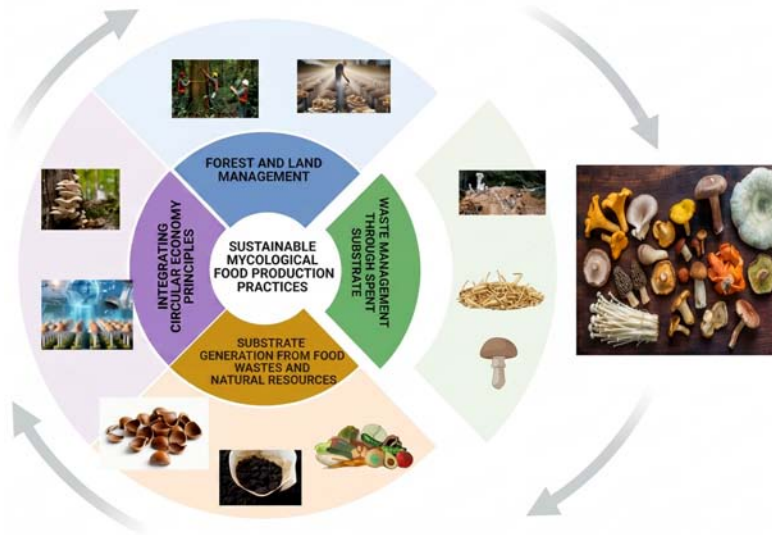 FOREST AND LAND
MANAGEMENT
INTEGRATING
CIRCULAR ECONOMY
PRINCIPLES
SUSTAINABLE
MYCOLOGICAL
FOOD PRODUCTION
PRACTICES
WASTE MANAGEMENT
THROUGH SPENT
SUBSTRATE
SUBSTRATE
GENERATION FROM FOOD
WASTES AND
NATURAL RESOURCES